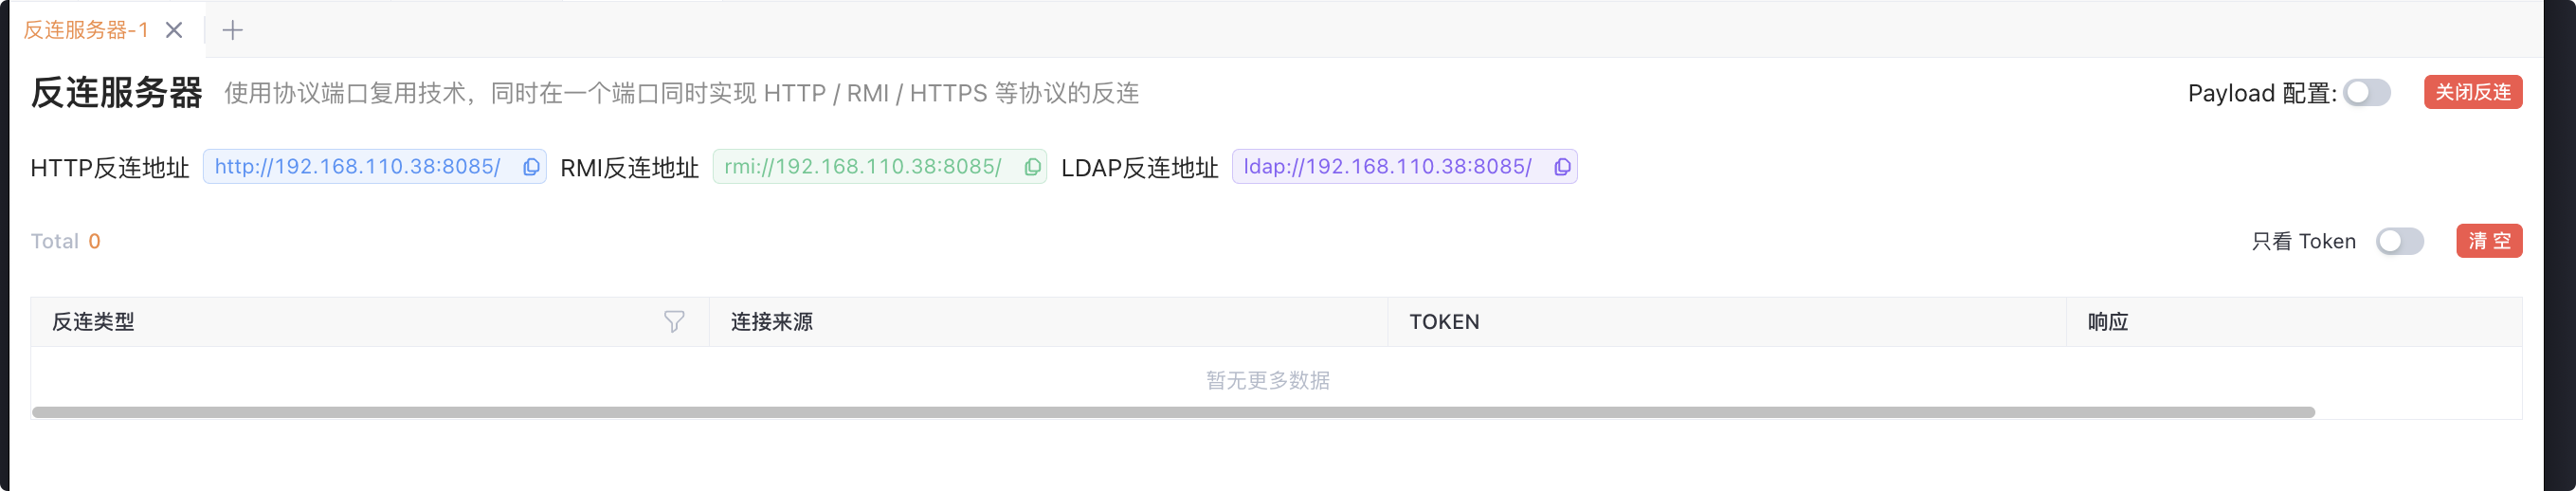 反连服务器-1
反连服务器 使用协议端口复用技术，同时在一个端口同时实现 HTTP / RMI / HTTPS 等协议的反连 Payload 配置: 关闭反连
HTTP反连地址 http://192.168.110.38:8085/ RMI反连地址 rmi://192.168.110.38:8085/ LDAP反连地址 ldap://192.168.110.38:8085/
Total 0 只看 Token 清 空
反连类型 连接来源 TOKEN 响应
暂无更多数据